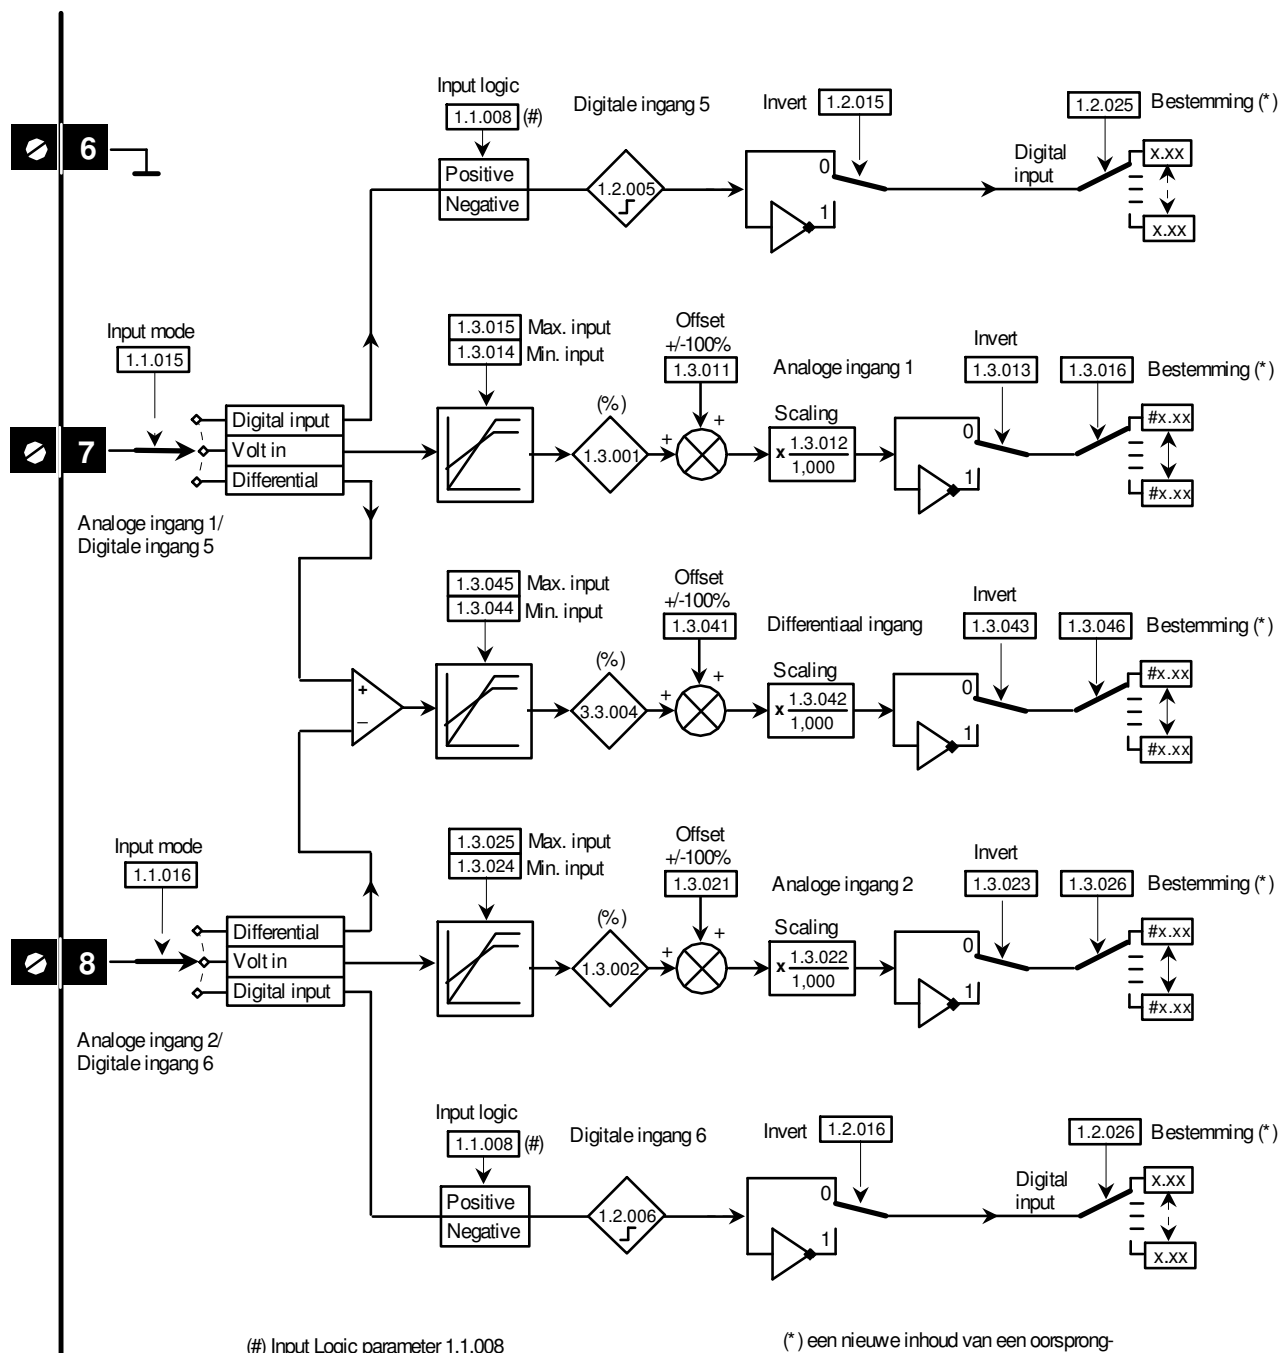 Input logic
1.1.008 (#)
Digitale ingang 5
Invert 1.2.015
1.2.025 Bestemming (*)
6
Positive
Negative
1.2.005
0
1
Digital
input
x.xx
x.xx
Input mode
1.1.015
1.3.015 Max. input
1.3.014 Min. input
Offset
+/-100%
1.3.011
Analoge ingang 1
Invert
1.3.013
1.3.016
Bestemming (*)
7
Digital input
Volt in
Differential
(%)
1.3.001
+
+
Scaling
x 1.3.012
1,000
0
1
#x.xx
#x.xx
Analoge ingang 1/
Digitale ingang 5
1.3.045 Max. input
1.3.044 Min. input
Offset
+/-100%
1.3.041
Differentiaal ingang
Invert
1.3.043
1.3.046
Bestemming (*)
+
–
(%)
3.3.004
+
+
Scaling
x 1.3.042
1,000
0
1
#x.xx
#x.xx
Input mode
1.1.016
1.3.025 Max. input
1.3.024 Min. input
Offset
+/-100%
1.3.021
Analoge ingang 2
Invert
1.3.023
1.3.026
Bestemming (*)
8
Differential
Volt in
Digital input
(%)
1.3.002
+
+
Scaling
x 1.3.022
1,000
0
1
#x.xx
#x.xx
Analoge ingang 2/
Digitale ingang 6
Input logic
1.1.008 (#)
Digitale ingang 6
Invert 1.2.016
1.2.026 Bestemming (*)
Positive
Negative
1.2.006
0
1
Digital
input
x.xx
x.xx
(#) Input Logic parameter 1.1.008
(*) een nieuwe inhoud van een oorsprong-